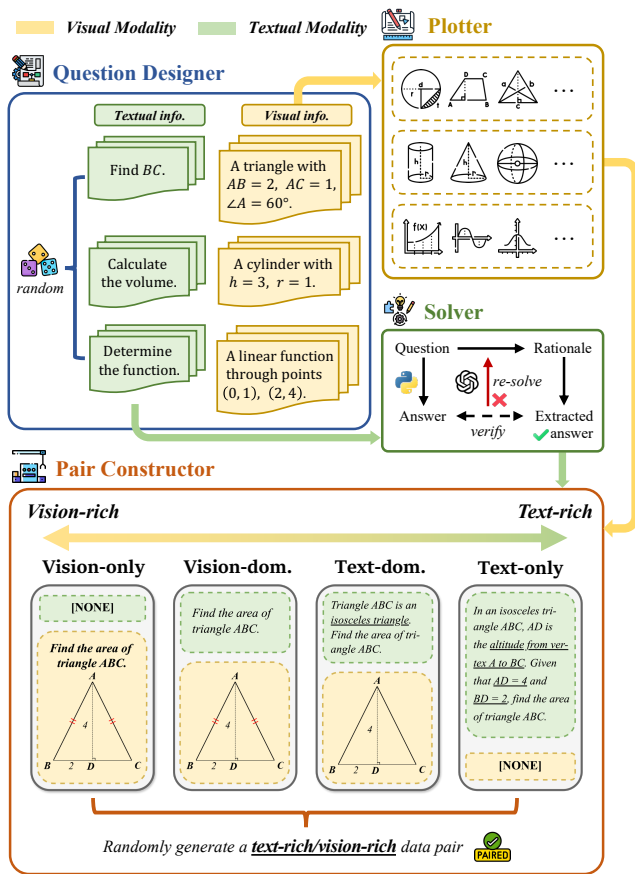 Visual Modality
Textual Modality
Plotter
Question Designer
Textual info.
Visual info.
Find BC.
A triangle with
AB = 2, AC = 1,
∠A = 60°.
random
Calculate
the volume.
A cylinder with
h = 3, r = 1.
Determine
the function.
A linear function
through points
(0, 1), (2, 4).
d
r
t
D C
A B
a b
h
c
...
h
r
h
r
...
f(X)
...
Solver
Question
Rationale
re-solve
Answer
verify
Extracted
answer
Pair Constructor
Vision-rich
Text-rich
Vision-only
Vision-dom.
Text-dom.
Text-only
[NONE]
Find the area of
triangle ABC.
A
4
B 2 D C
Find the area of
triangle ABC.
A
4
B 2 D C
Triangle ABC is an
isosceles triangle.
Find the area of tri-
angle ABC.
A
4
B 2 D C
In an isosceles tri-
angle ABC, AD is
the altitude from ver-
tex A to BC. Given
that AD = 4 and
BD = 2, find the area
of triangle ABC.
[NONE]
Randomly generate a text-rich/vision-rich data pair
PAIRED